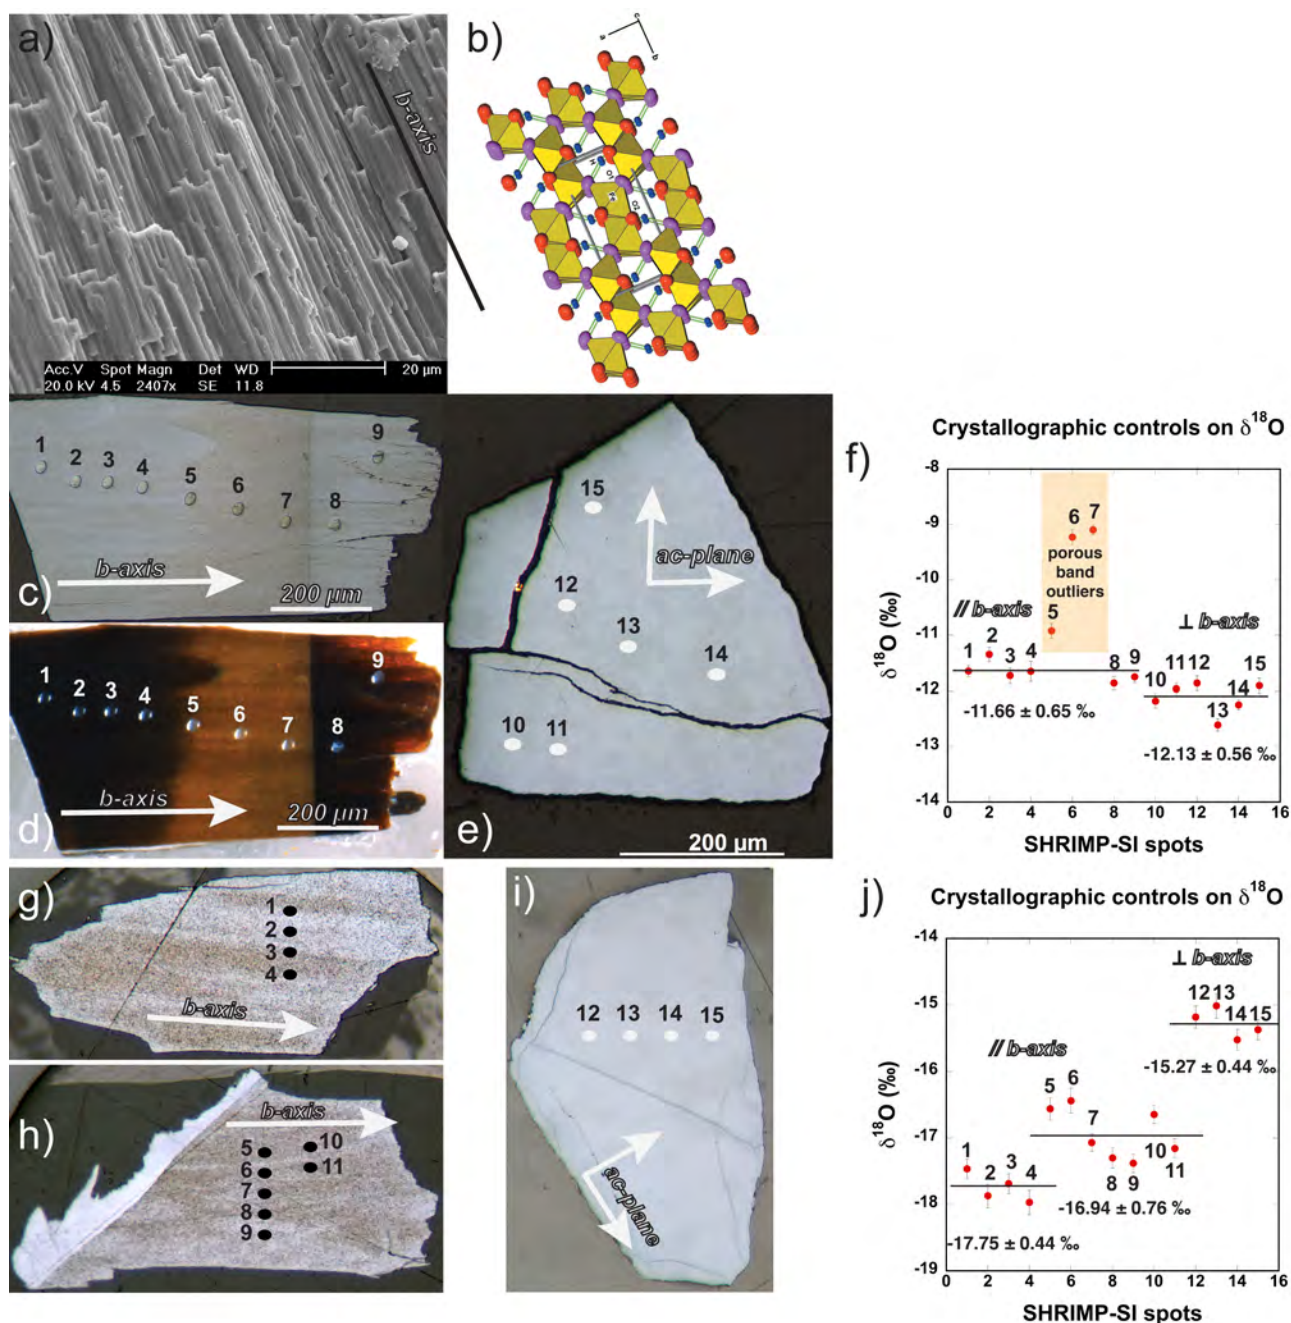 a)
b-axis
Acc.V Spot Magn Det WD 20 µm
20.0 kV 4.5 2407x SE 11.8
b)
a
c
b
H
O1
Fe
O2
1
2
3
4
5
6
7
8
9
b-axis
200 µm
c)
1
2
3
4
5
6
7
8
9
b-axis
200 µm
d)
15
ac-plane
12
13
14
10
11
e)
200 µm
f)
Crystallographic controls on δ18O
-8
-9
-10
-11
-12
-13
-14
δ18O (‰)
6
7
porous
band
outliers
5
// b-axis
⊥ b-axis
1
2
3
4
8
9
10
11
12
13
14
15
-11.66 ± 0.65 ‰
-12.13 ± 0.56 ‰
0 2 4 6 8 10 12 14 16
SHRIMP-SI spots
g)
1
2
3
4
b-axis
h)
b-axis
5
6
7
8
9
10
11
i)
12 13 14 15
ac-plane
j)
Crystallographic controls on δ18O
-14
-15
-16
-17
-18
-19
δ18O (‰)
⊥ b-axis
12 13
14 15
-15.27 ± 0.44 ‰
// b-axis
5
6
7
8
9
10
11
-16.94 ± 0.76 ‰
1
2
3
4
-17.75 ± 0.44 ‰
0 2 4 6 8 10 12 14 16
SHRIMP-SI spots